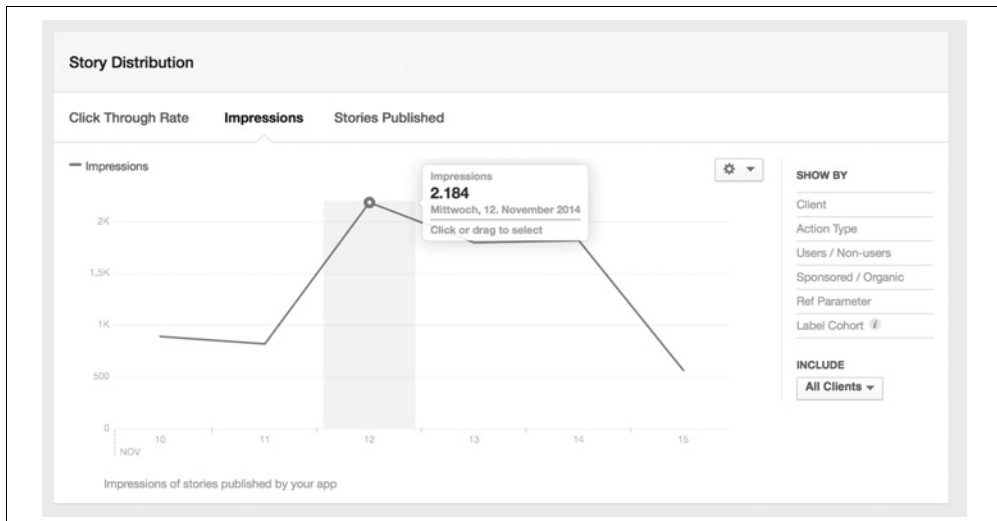 Story Distribution
Click Through Rate Impressions Stories Published
Impressions
Impressions
2.184
Mittwoch, 12. November 2014
Click or drag to select
2K
1,5K
1K
500
0
10 11 12 13 14 15
NOV
Impressions of stories published by your app
SHOW BY
Client
Action Type
Users / Non-users
Sponsored / Organic
Ref Parameter
Label Cohort i
INCLUDE
All Clients